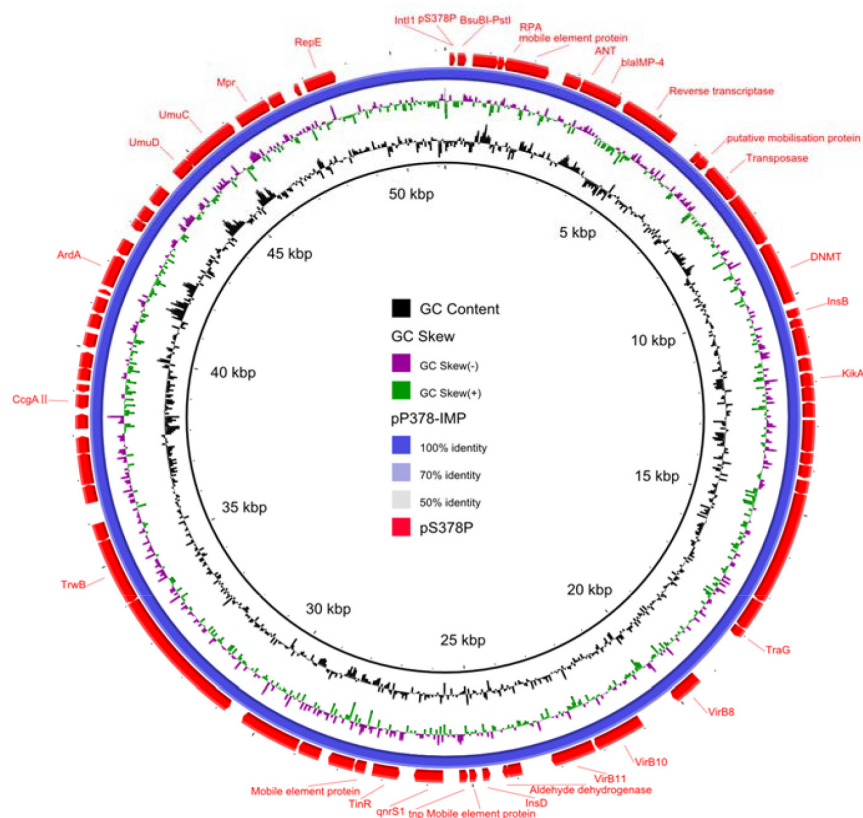 IntI1 pS378P BsuBI-PstI
RPA
mobile element protein
ANT
blaIMP-4
Reverse transcriptase
putative mobilisation protein
Transposase
DNMT
InsB
KikA
TraG
VirB8
VirB10
VirB11
Aldehyde dehydrogenase
InsD
Mobile element protein
tnp
qnrS1
TinR
Mobile element protein
TrwB
CcgA II
ArdA
UmuD
UmuC
Mpr
RepE
50 kbp
5 kbp
10 kbp
15 kbp
20 kbp
25 kbp
30 kbp
35 kbp
40 kbp
45 kbp
GC Content
GC Skew
GC Skew(-)
GC Skew(+)
pP378-IMP
100% identity
70% identity
50% identity
pS378P